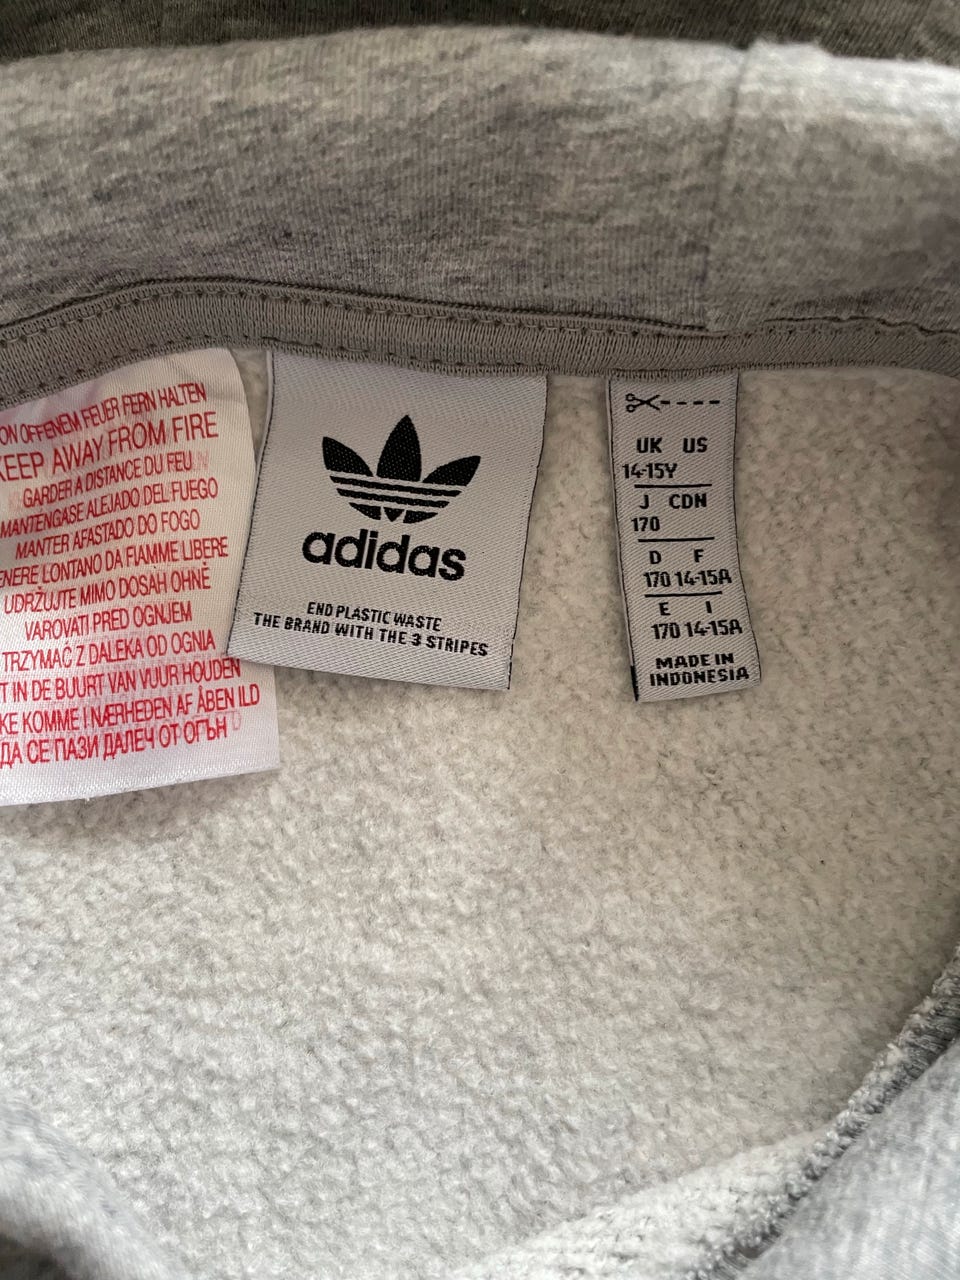 ON OFFENEM FEUER FERN HALTEN
KEEP AWAY FROM FIRE
GARDER A DISTANCE DU FEU
MANTENGASE ALEJADO DEL FUEGO
MANTER AFASTADO DO FOGO
ENERE LONTANO DA FIAMME LIBERE
UDRŽUJTE MIMO DOSAH OHNĚ
VAROVATI PRED OGNJEM
TRZYMAĆ Z DALEKA OD OGNIA
T IN DE BUURT VAN VUUR HOUDEN
KE KOMME I NÆRHEDEN AF ÅBEN ILD
ДА СЕ ПАЗИ ДАЛЕЧ ОТ ОГЪН
adidas
END PLASTIC WASTE
THE BRAND WITH THE 3 STRIPES
UK US
14-15Y
J CDN
170
D F
170 14-15A
E I
170 14-15A
MADE IN
INDONESIA